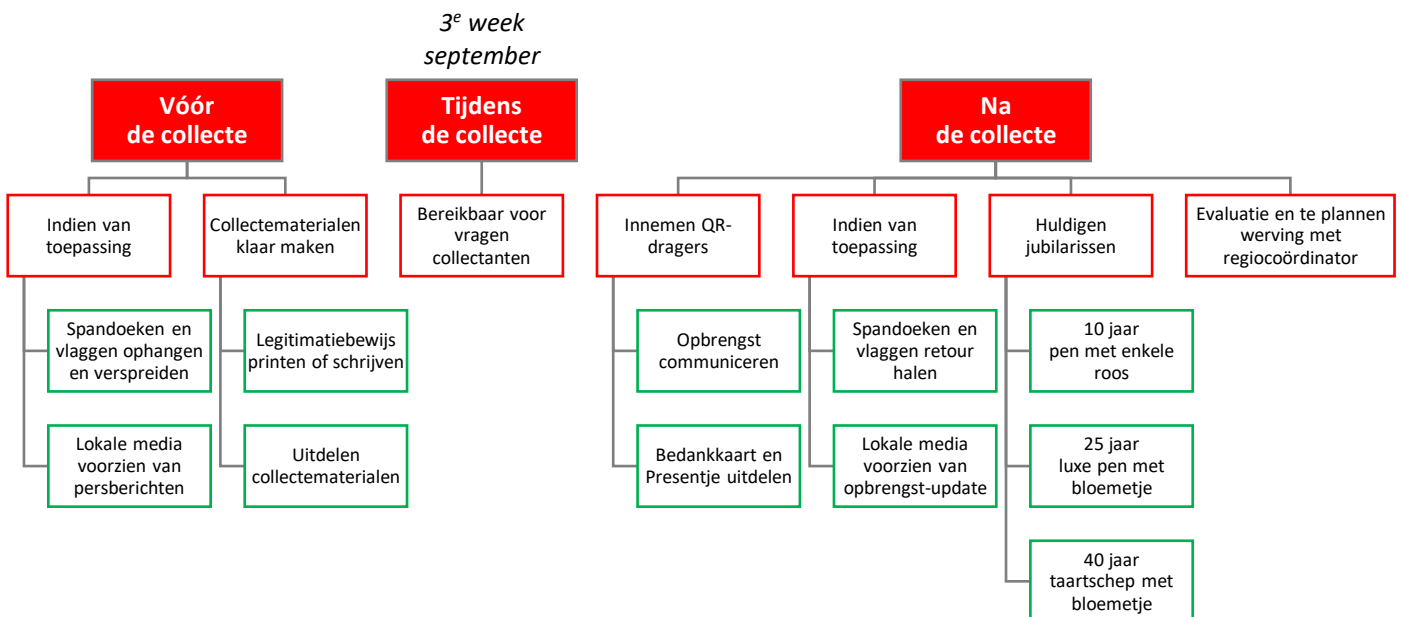 3e week
september
Vóór
de collecte
Tijdens
de collecte
Na
de collecte
Indien van
toepassing
Collectematerialen
klaar maken
Bereikbaar voor
vragen
collectanten
Innemen QR-
dragers
Indien van
toepassing
Huldigen
jubilarissen
Evaluatie en te plannen
werving met
regiocoördinator
Spandoeken en
vlaggen ophangen
en verspreiden
Legitimatiebewijs
printen of schrijven
Opbrengst
communiceren
Spandoeken en
vlaggen retour
halen
10 jaar
pen met enkele
roos
Lokale media
voorzien van
persberichten
Uitdelen
collectematerialen
Bedankkaart en
Presentje uitdelen
Lokale media
voorzien van
opbrengst-update
25 jaar
luxe pen met
bloemetje
40 jaar
taartschep met
bloemetje